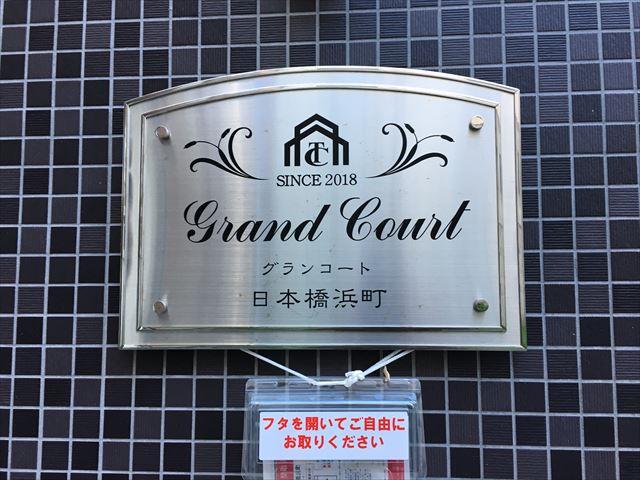 TC
SINCE 2018
Grand Court
グランコート
日本橋浜町
フタを開いてご自由に
お取りください